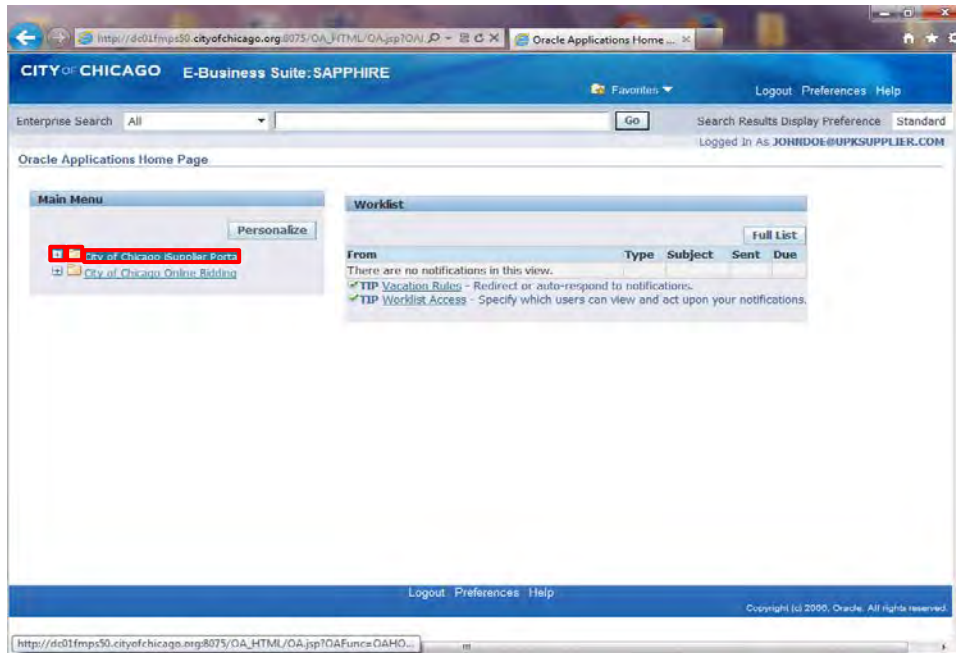 http://dc01fmps50.cityofchicago.org:8075/OA_HTML/OA.jsp?OA
Oracle Applications Home ...
CITY OF CHICAGO E-Business Suite: SAPPHIRE
Favorites
Logout Preferences Help
Enterprise Search All Go Search Results Display Preference Standard
Logged In As JOHNDOE@UPKSUPPLIER.COM
Oracle Applications Home Page
Main Menu
Personalize
City of Chicago iSupplier Porta
City of Chicago Online Bidding
Worklist
Full List
From Type Subject Sent Due
There are no notifications in this view.
TIP Vacation Rules - Redirect or auto-respond to notifications.
TIP Worklist Access - Specify which users can view and act upon your notifications.
Logout Preferences Help
Copyright (c) 2000, Oracle. All rights reserved.
http://dc01fmps50.cityofchicago.org:8075/OA_HTML/OA.jsp?OAFunc=OAHO...